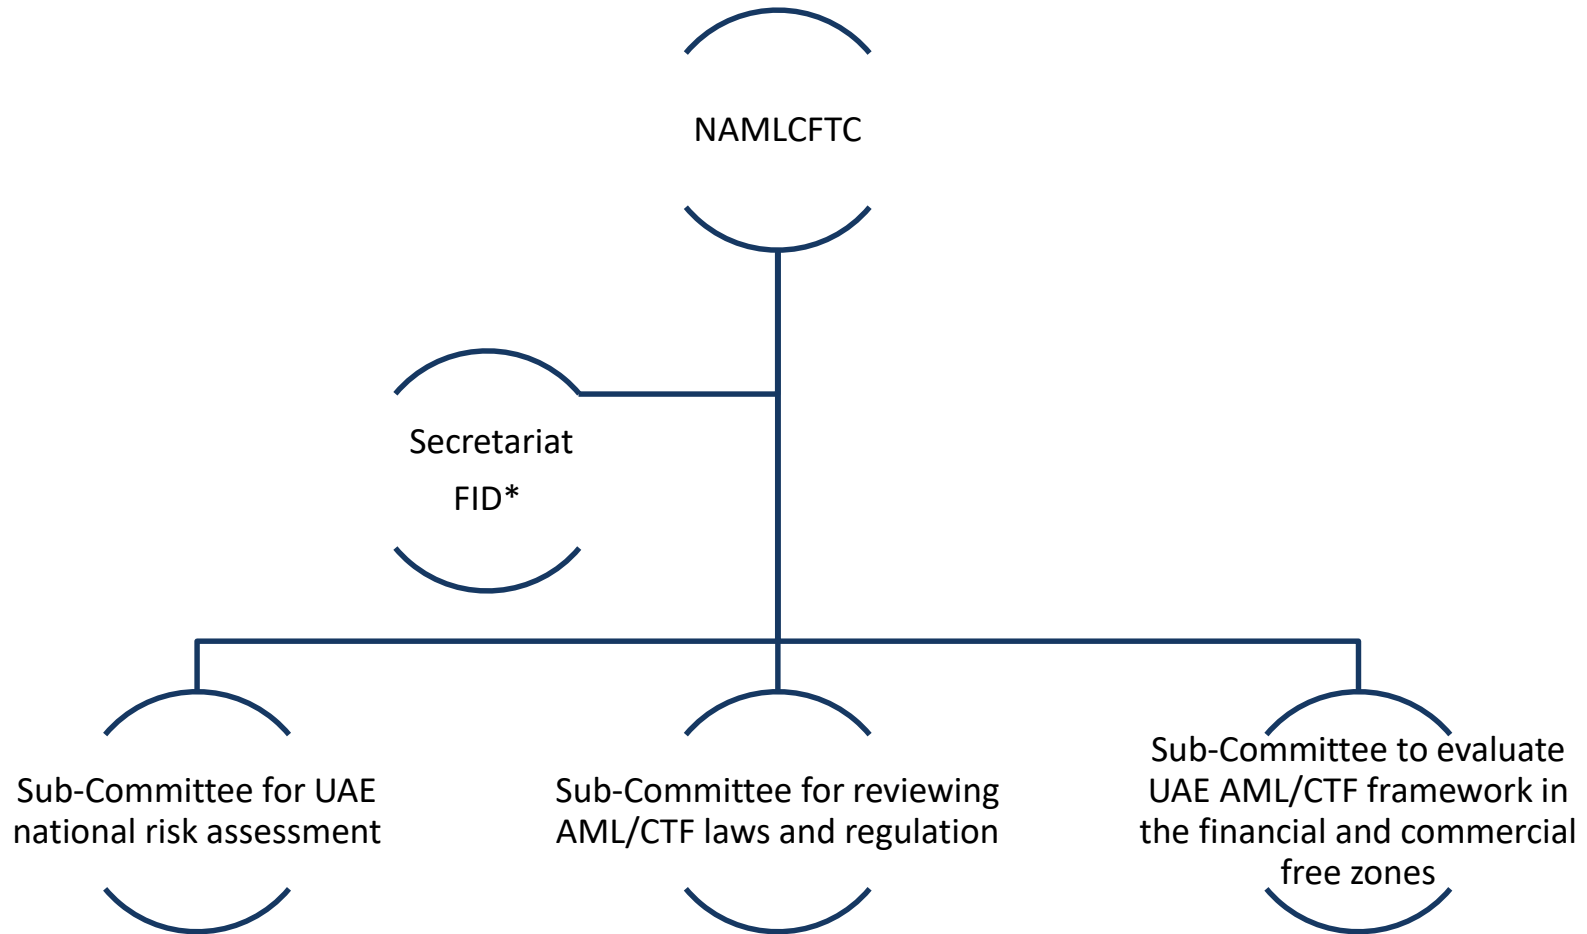 NAMLCFTC
Secretariat
FID*
Sub-Committee for UAE
national risk assessment
Sub-Committee for reviewing
AML/CTF laws and regulation
Sub-Committee to evaluate
UAE AML/CTF framework in
the financial and commercial
free zones